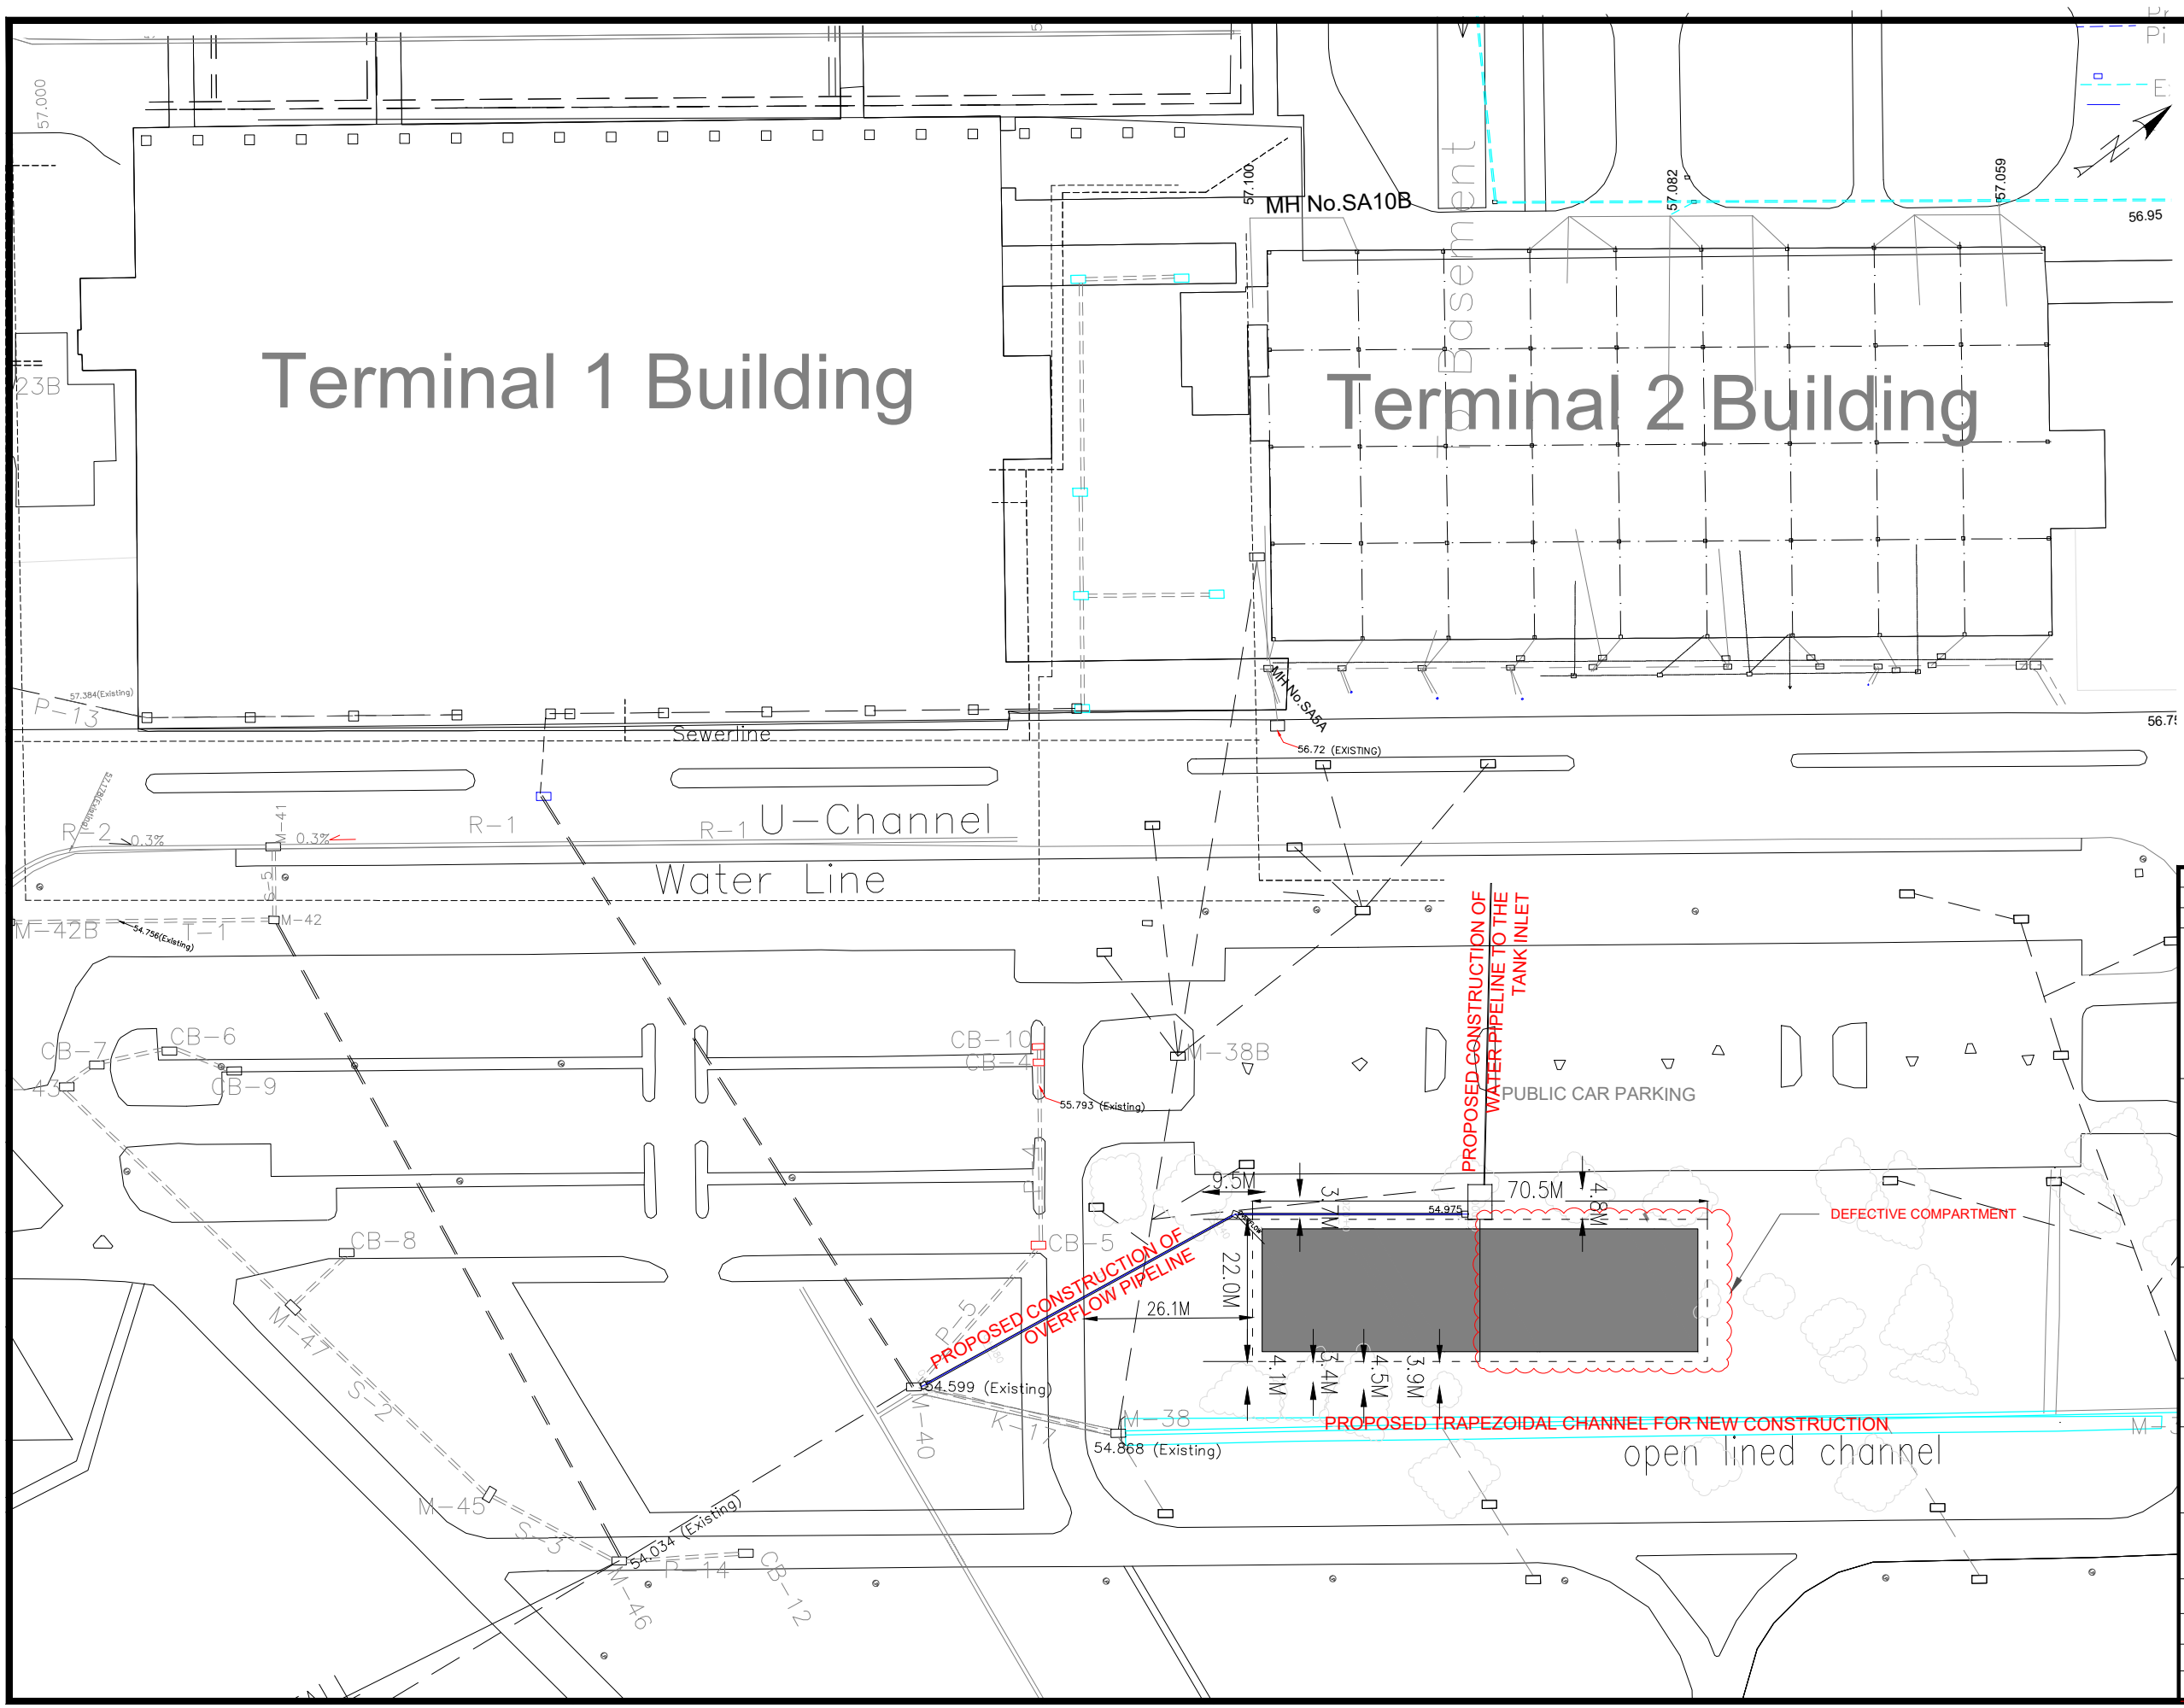 57.000
57.100
MH No.SA10B
To Basement
57.082
57.059
N
56.95
23B
Terminal 1 Building
Terminal 2 Building
57.384(Existing)
P-13
Sewerline
MH No.SA5A
56.72 (EXISTING)
57.178(Existing)
R-2
0.3%
M-41
0.3%
R-1
R-1
U-Channel
S-5
Water Line
M-42B
54.756(Existing)
T-1
M-42
PROPOSED CONSTRUCTION OF
WATER PIPELINE TO THE
TANK INLET
CB-6
CB-7
43
CB-9
CB-10
CB-4
M-38B
55.793 (Existing)
PUBLIC CAR PARKING
9.5M
3.7M
70.5M
4.8M
54.975
DEFECTIVE COMPARTMENT
CB-8
CB-5
PROPOSED CONSTRUCTION OF
OVERFLOW PIPELINE
22.0M
26.1M
M-47
P-5
4.1M
3.4M
4.5M
3.9M
54.599 (Existing)
S-2
M-40
K-17
M-38
PROPOSED TRAPEZOIDAL CHANNEL FOR NEW CONSTRUCTION
54.868 (Existing)
open lined channel
M-45
S-3
54.034 (Existing)
P-14
CB-12
M-46